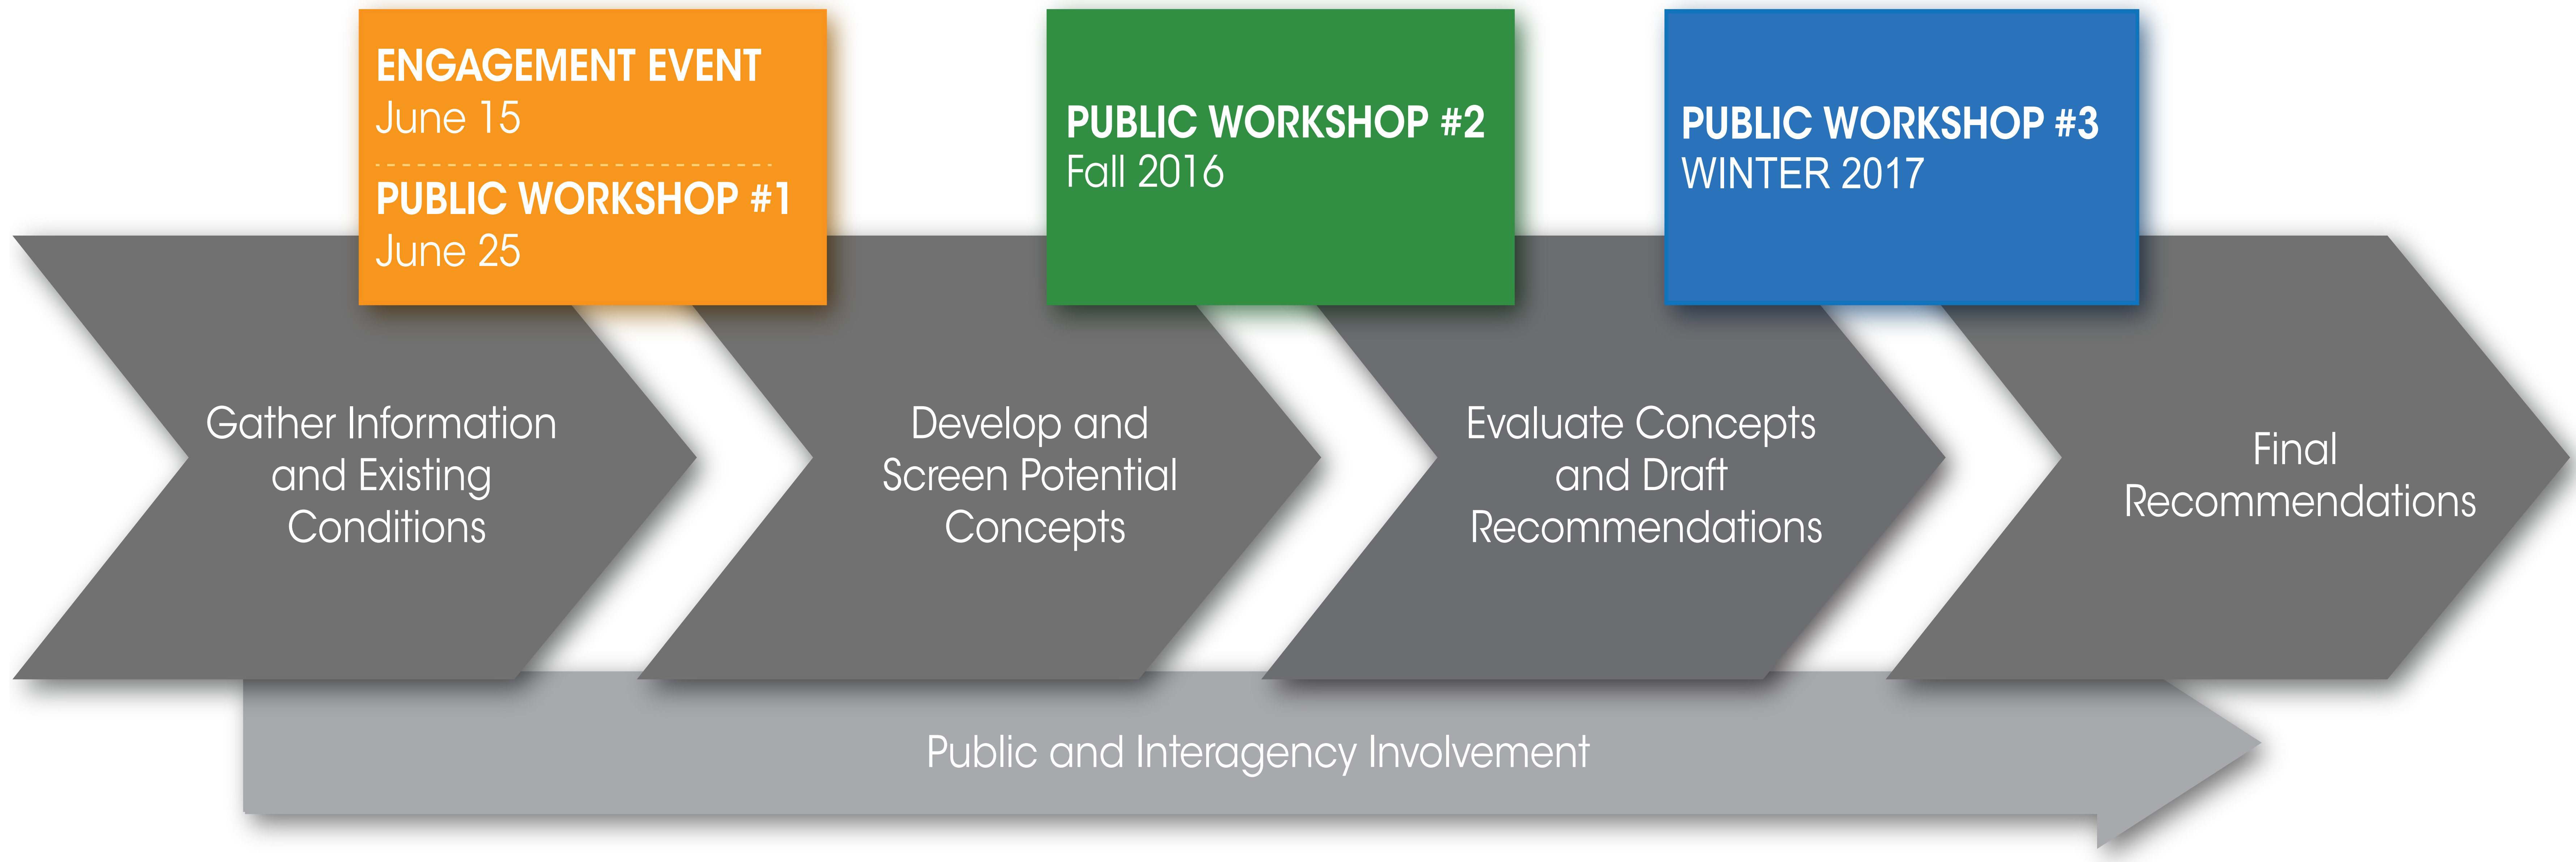 ENGAGEMENT EVENT
June 15
PUBLIC WORKSHOP #1
June 25
PUBLIC WORKSHOP #2
Fall 2016
PUBLIC WORKSHOP #3
WINTER 2017
Gather Information
and Existing
Conditions
Develop and
Screen Potential
Concepts
Evaluate Concepts
and Draft
Recommendations
Final
Recommendations
Public and Interagency Involvement